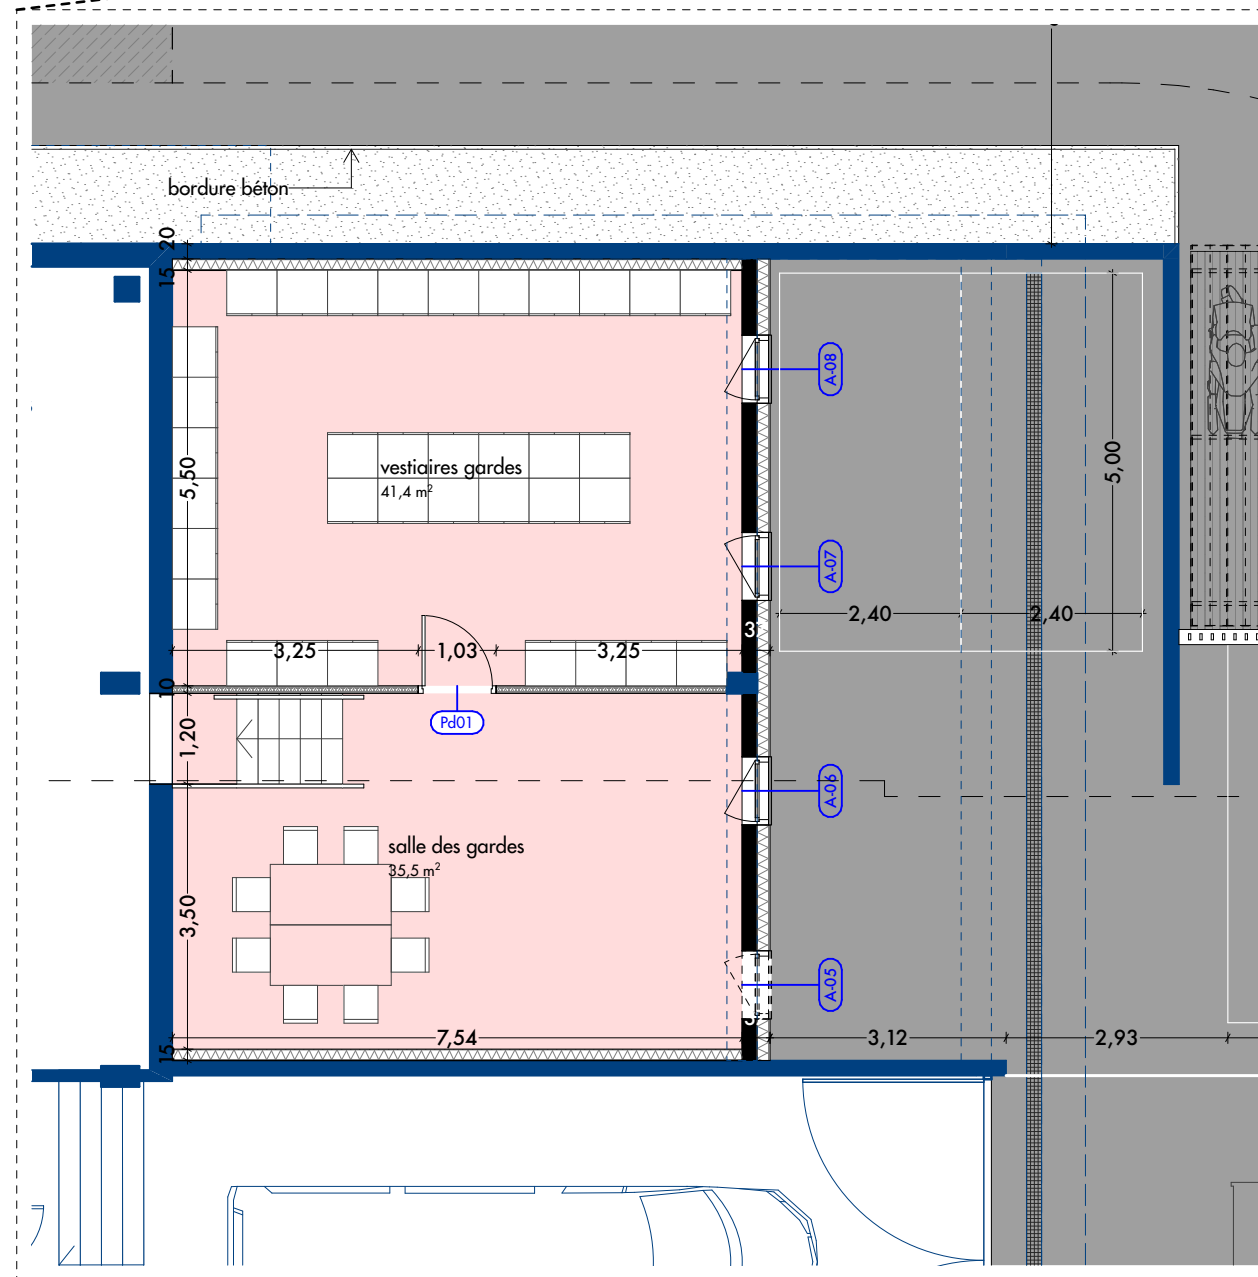 bordure béton
20
15
A-08
vestiaires gardes
41,4 m²
5,50
5,00
A-07
2,40
2,40
3
3,25
1,03
3,25
10
Pd01
1,20
A-06
salle des gardes
35,5 m²
3,50
A-05
7,54
3,12
2,93
15